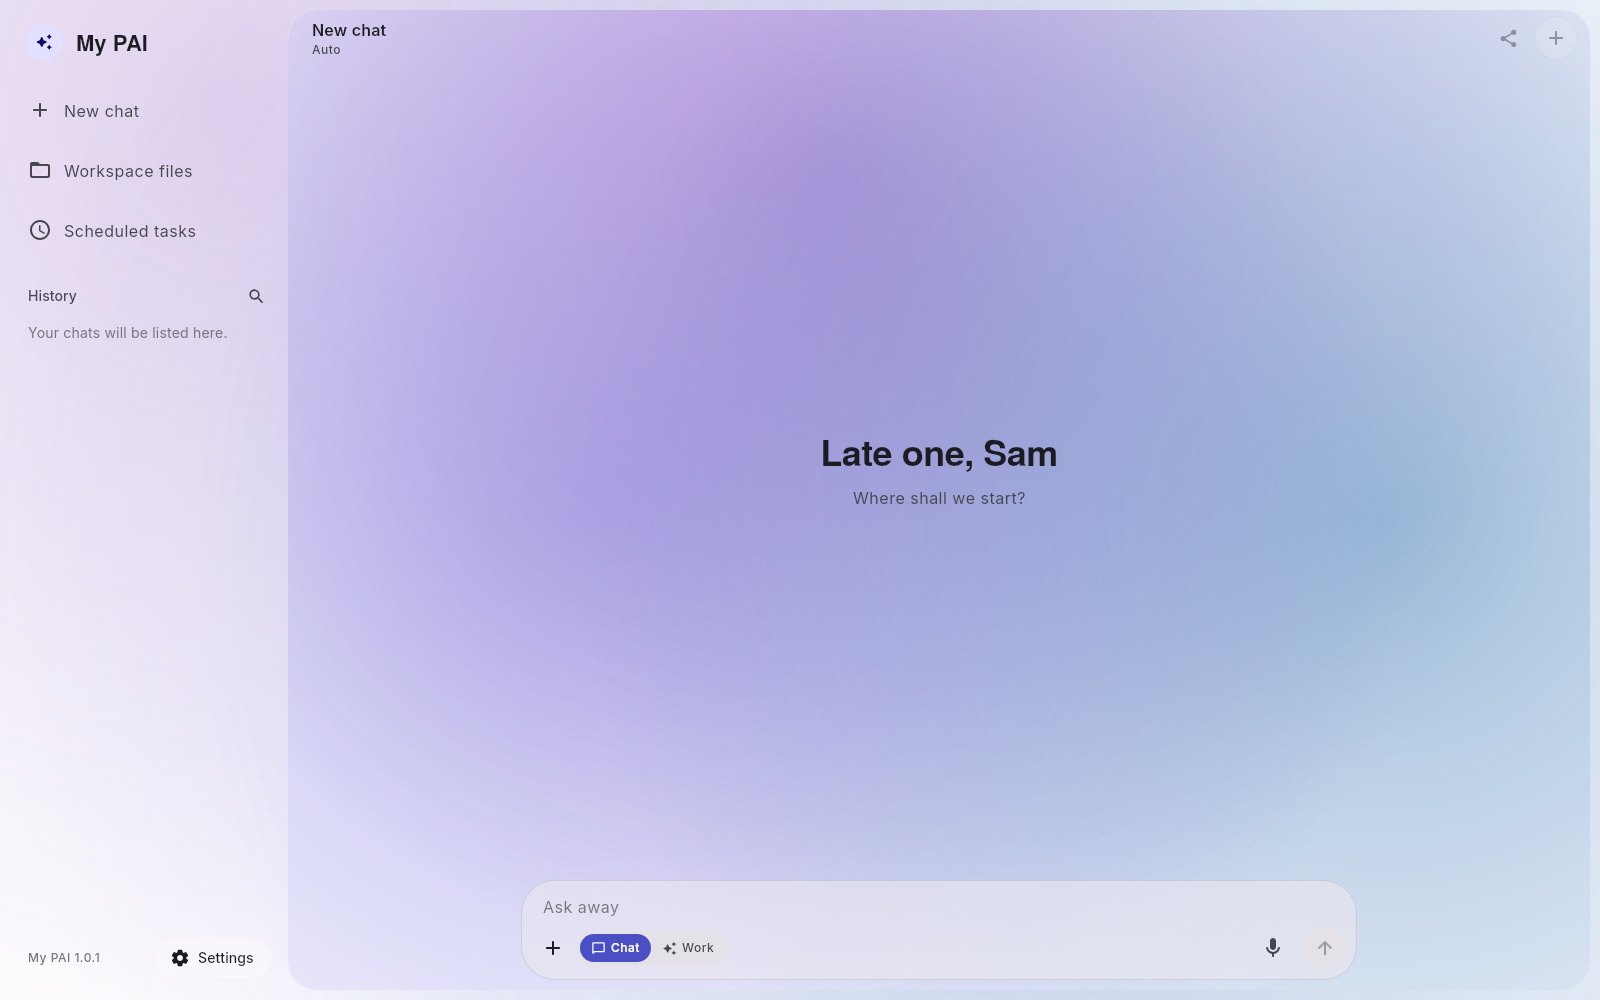 My PAI
New chat
Workspace files
Scheduled tasks
History
Your chats will be listed here.
My PAI 1.0.1
Settings
New chat
Auto
Late one, Sam
Where shall we start?
Ask away
Chat
Work